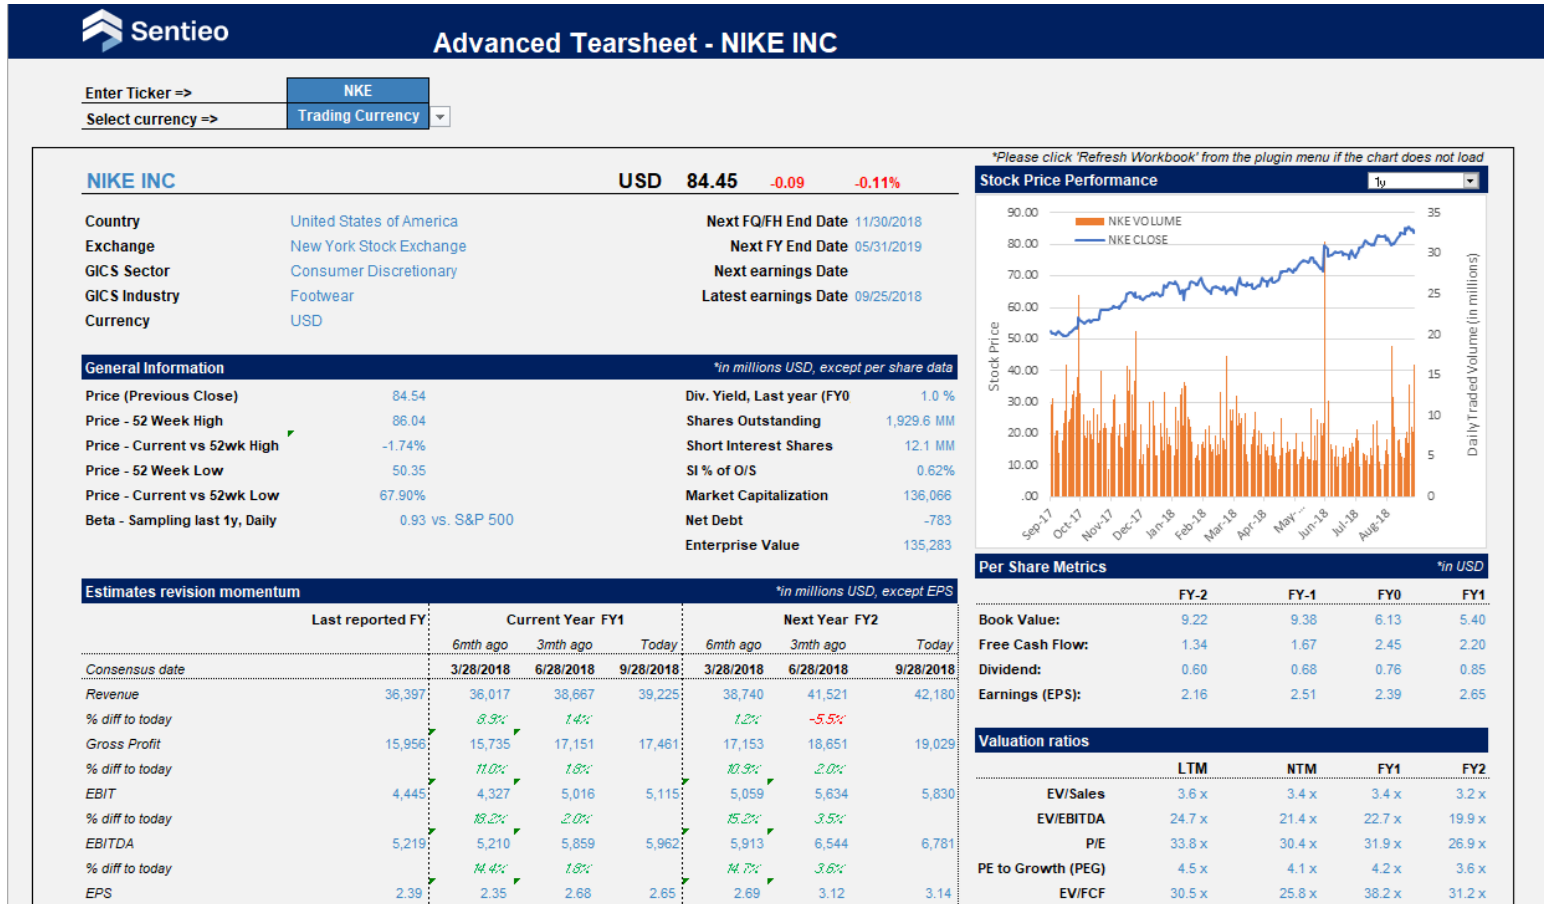 Sentieo
Advanced Tearsheet - NIKE INC
Enter Ticker => NKE
Select currency => Trading Currency
*Please click 'Refresh Workbook' from the plugin menu if the chart does not load
NIKE INC USD 84.45 -0.09 -0.11%
Country United States of America Next FQ/FH End Date 11/30/2018
Exchange New York Stock Exchange Next FY End Date 05/31/2019
GICS Sector Consumer Discretionary Next earnings Date
GICS Industry Footwear Latest earnings Date 09/25/2018
Currency USD
General Information *in millions USD, except per share data
Price (Previous Close) 84.54 Div. Yield, Last year (FY0 1.0 %
Price - 52 Week High 86.04 Shares Outstanding 1,929.6 MM
Price - Current vs 52wk High -1.74% Short Interest Shares 12.1 MM
Price - 52 Week Low 50.35 SI % of O/S 0.62%
Price - Current vs 52wk Low 67.90% Market Capitalization 136,066
Beta - Sampling last 1y, Daily 0.93 vs. S&P 500 Net Debt -783
Enterprise Value 135,283
Estimates revision momentum *in millions USD, except EPS
Last reported FY Current Year FY1 Next Year FY2
6mth ago 3mth ago Today 6mth ago 3mth ago Today
Consensus date 3/28/2018 6/28/2018 9/28/2018 3/28/2018 6/28/2018 9/28/2018
Revenue 36,397 36,017 38,667 39,225 38,740 41,521 42,180
% diff to today 8.9% 1.4% 1.2% -5.5%
Gross Profit 15,956 15,735 17,151 17,461 17,153 18,651 19,029
% diff to today 11.0% 1.8% 10.9% 2.0%
EBIT 4,445 4,327 5,016 5,115 5,059 5,634 5,830
% diff to today 18.2% 2.0% 15.2% 3.5%
EBITDA 5,219 5,210 5,859 5,962 5,913 6,544 6,781
% diff to today 14.4% 1.8% 14.7% 3.6%
EPS 2.39 2.35 2.68 2.65 2.69 3.12 3.14
Stock Price Performance 1y
NKE VOLUME
NKE CLOSE
Stock Price
90.00
80.00
70.00
60.00
50.00
40.00
30.00
20.00
10.00
.00
35
30
25
20
15
10
5
0
Daily Traded Volume (in millions)
Sep-17 Oct-17 Nov-17 Dec-17 Jan-18 Feb-18 Mar-18 Apr-18 May-... Jun-18 Jul-18 Aug-18
Per Share Metrics *in USD
FY-2 FY-1 FY0 FY1
Book Value: 9.22 9.38 6.13 5.40
Free Cash Flow: 1.34 1.67 2.45 2.20
Dividend: 0.60 0.68 0.76 0.85
Earnings (EPS): 2.16 2.51 2.39 2.65
Valuation ratios
LTM NTM FY1 FY2
EV/Sales 3.6 x 3.4 x 3.4 x 3.2 x
EV/EBITDA 24.7 x 21.4 x 22.7 x 19.9 x
P/E 33.8 x 30.4 x 31.9 x 26.9 x
PE to Growth (PEG) 4.5 x 4.1 x 4.2 x 3.6 x
EV/FCF 30.5 x 25.8 x 38.2 x 31.2 x